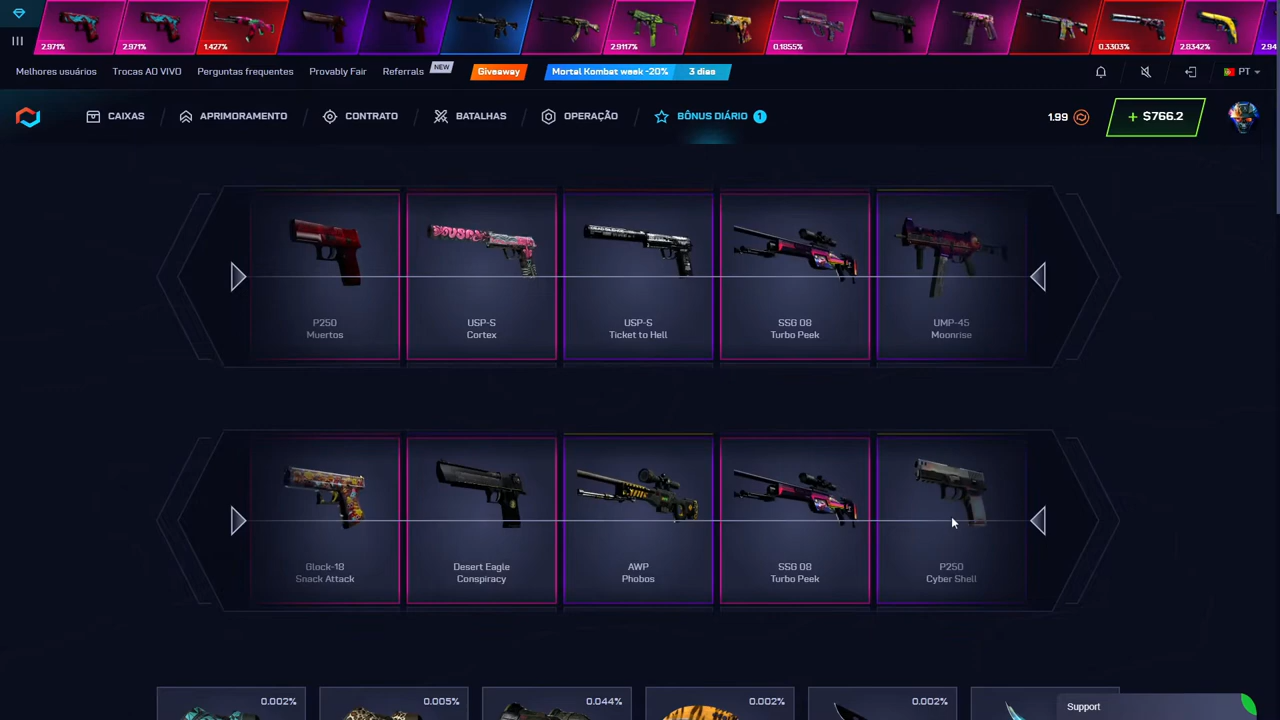 2.971%
2.971%
1.427%
2.9117%
0.1855%
0.3303%
2.8342%
2.94
Melhores usuários
Trocas AO VIVO
Perguntas frequentes
Provably Fair
Referrals
NEW
Giveaway
Mortal Kombat week -20%
3 dies
PT
CAIXAS
APRIMORAMENTO
CONTRATO
BATALHAS
OPERAÇÃO
BÔNUS DIÁRIO
1
1.99
+ $766.2
P250
Muertos
USP-S
Cortex
USP-S
Ticket to Hell
SSG 08
Turbo Peek
UMP-45
Moonrise
Glock-18
Snack Attack
Desert Eagle
Conspiracy
AWP
Phobos
SSG 08
Turbo Peek
P250
Cyber Shell
0.002%
0.005%
0.044%
0.002%
0.002%
Support